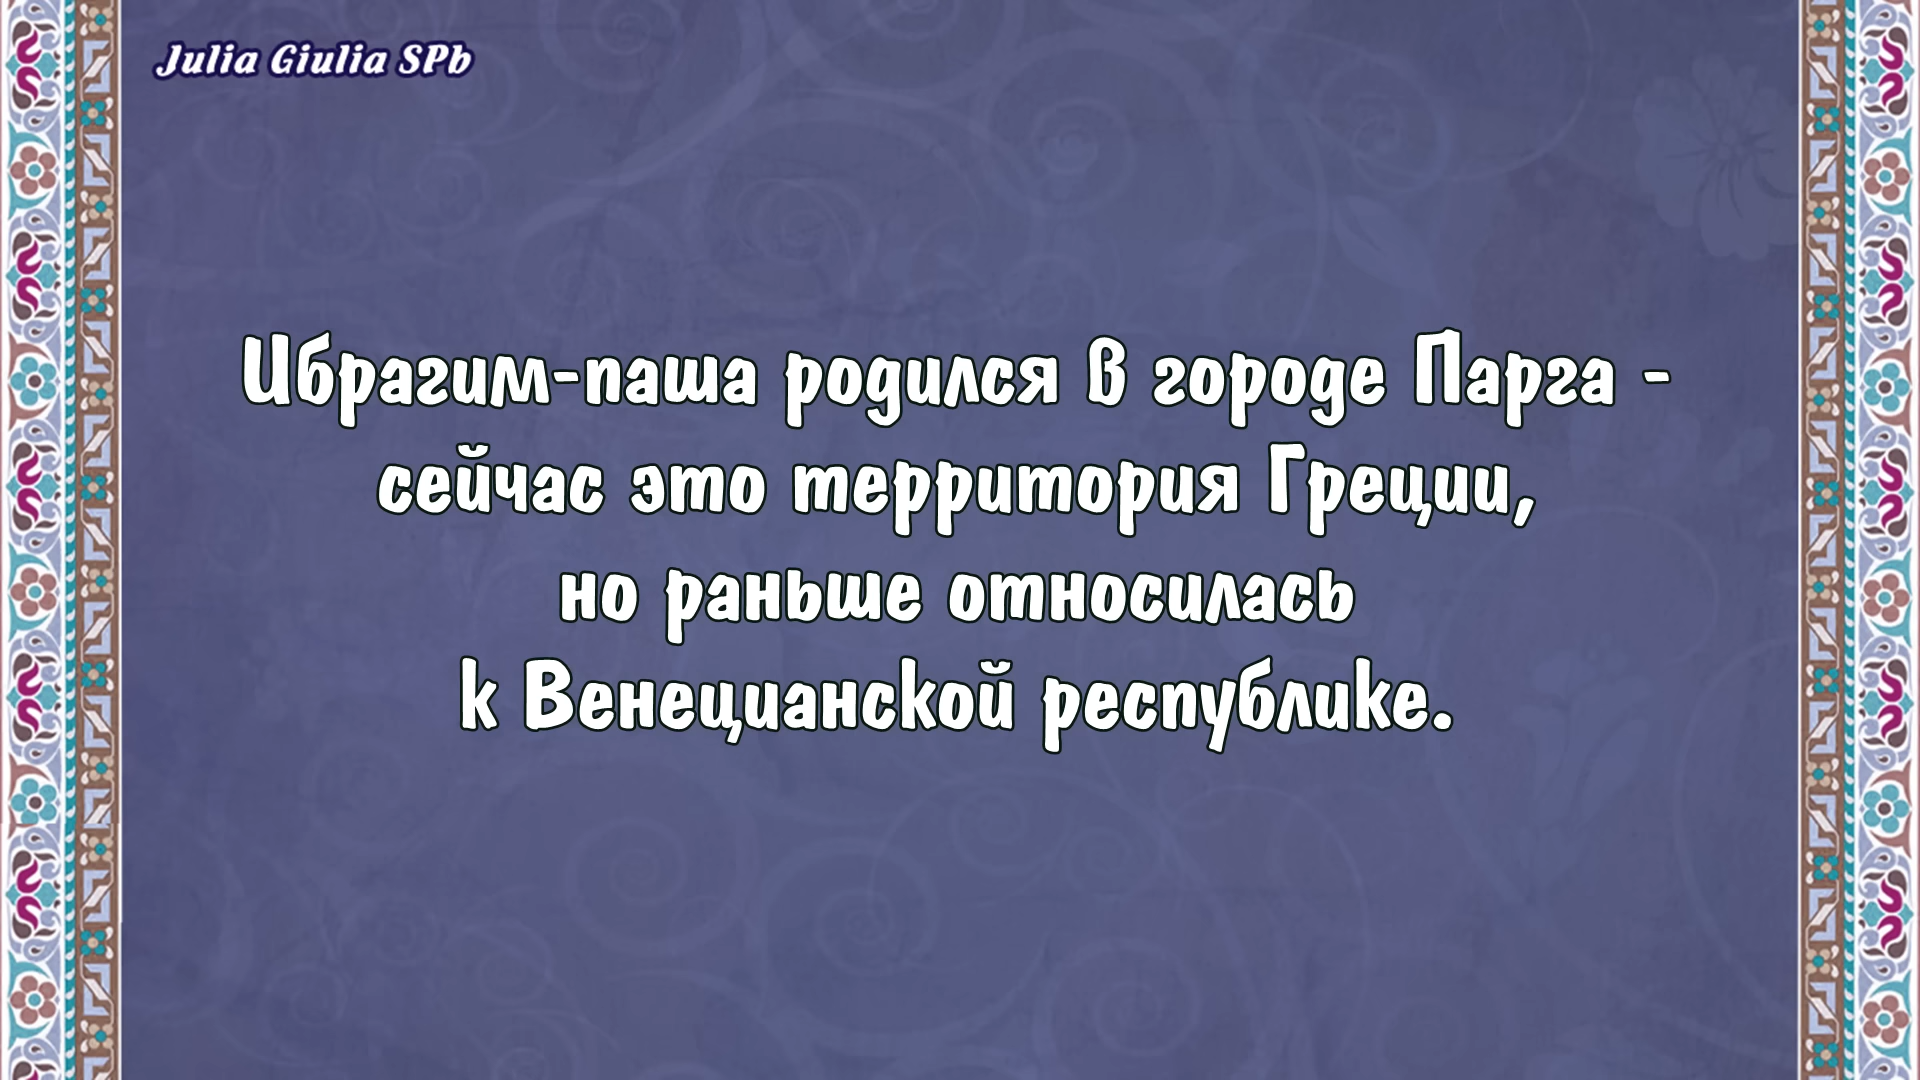 Julia Giulia SPb
Ибрагим-паша родился в городе Парга -
сейчас это территория Греции,
но раньше относилась
к Венецианской республике.